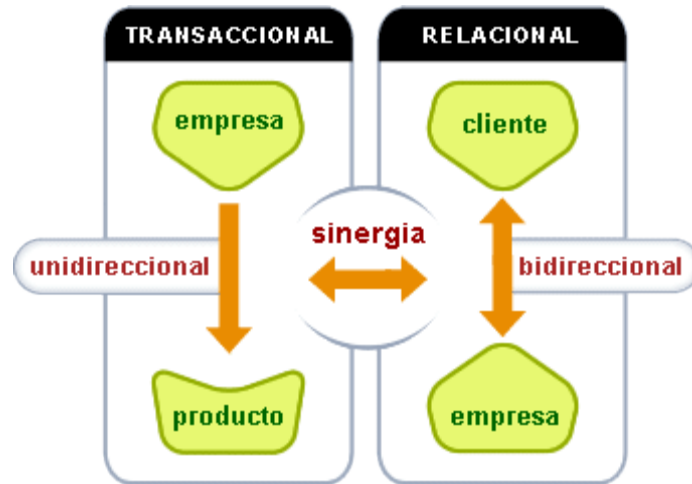 TRANSACCIONAL
RELACIONAL
empresa
cliente
sinergia
unidireccional
bidireccional
producto
empresa